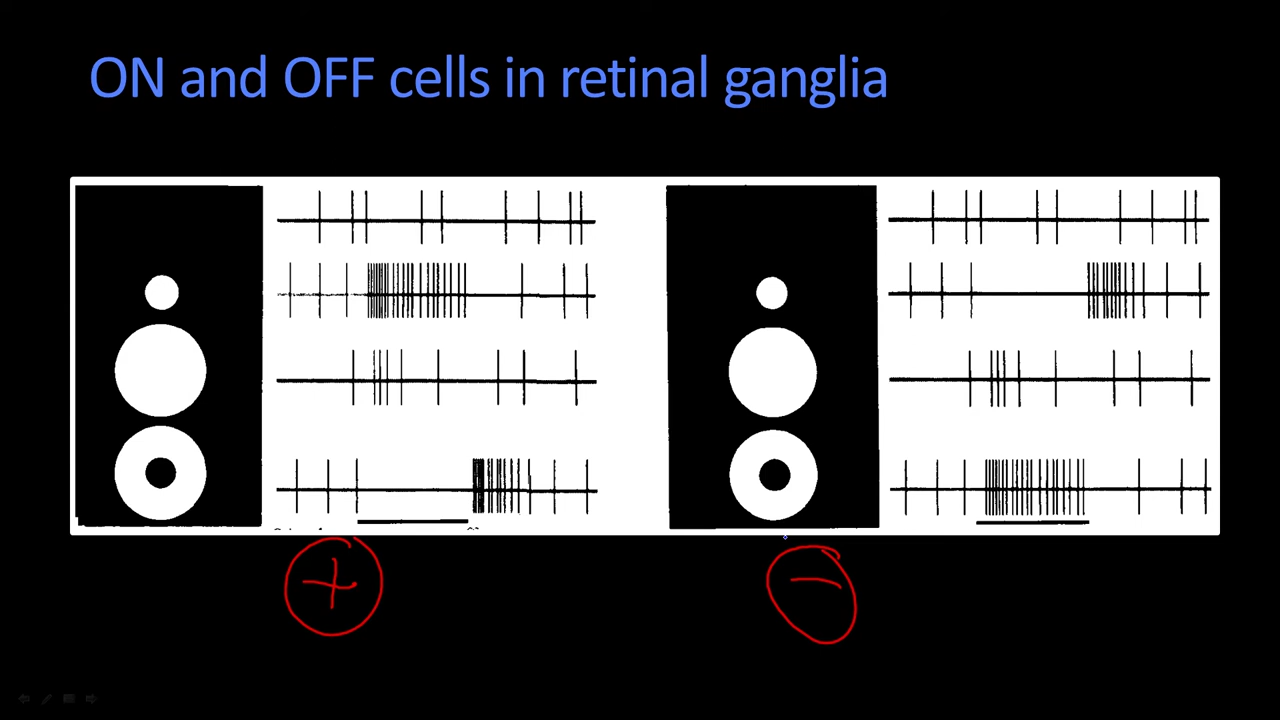 ON and OFF cells in retinal ganglia
+
−